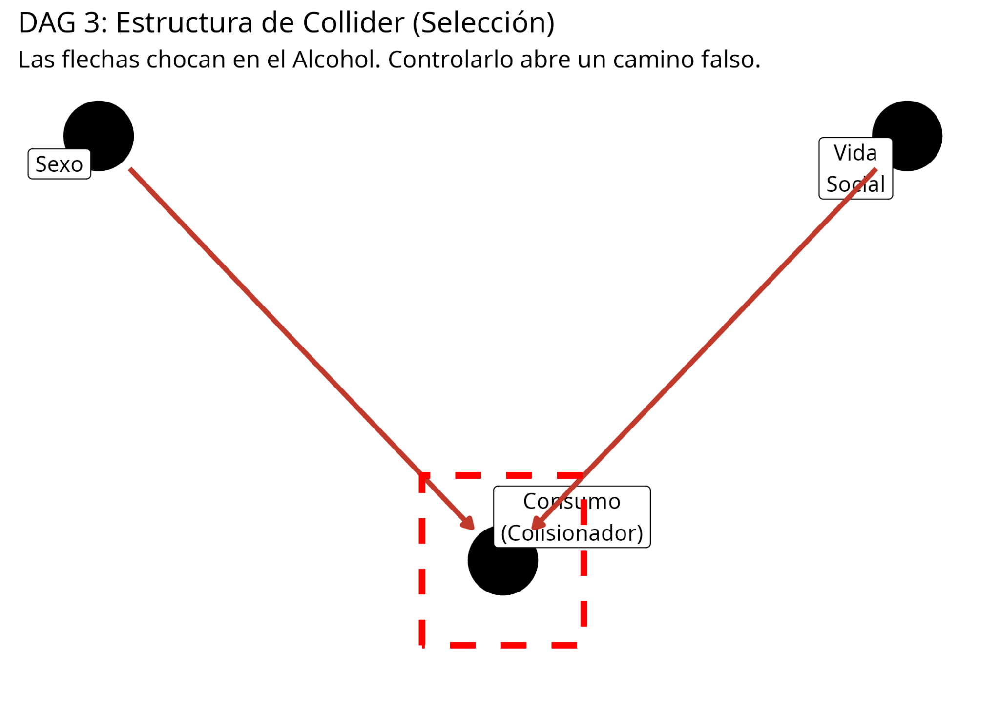 DAG 3: Estructura de Collider (Selección)
Las flechas chocan en el Alcohol. Controlarlo abre un camino falso.
Sexo
Vida
Social
Consumo
(Colisionador)